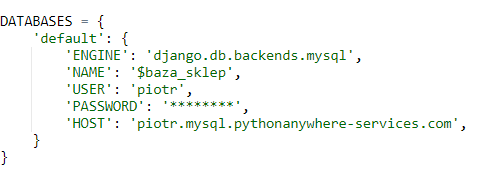 DATABASES = {
'default': {
'ENGINE': 'django.db.backends.mysql',
'NAME': '$baza_sklep',
'USER': 'piotr',
'PASSWORD': '********',
'HOST': 'piotr.mysql.pythonanywhere-services.com',
}
}